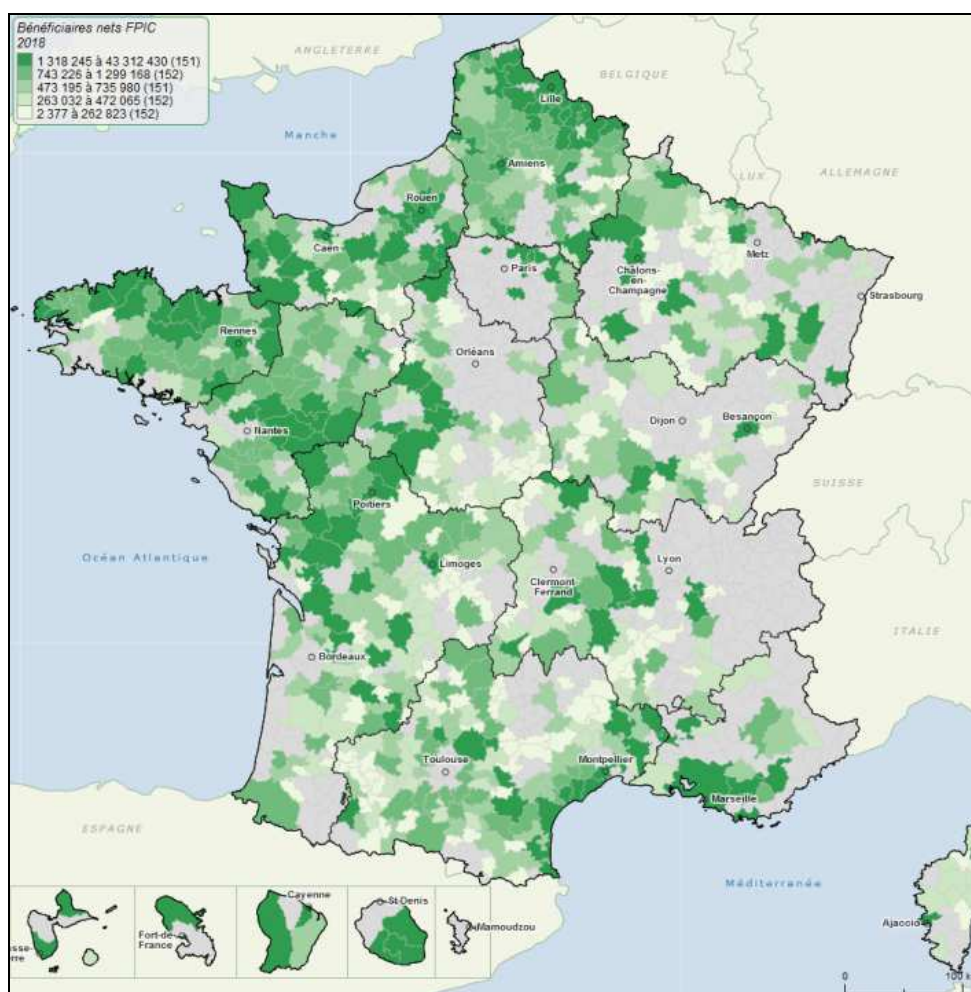 Bénéficiaires nets FPIC
2018
1 318 245 à 43 312 430 (151)
743 226 à 1 299 168 (152)
473 195 à 735 980 (151)
263 032 à 472 065 (152)
2 377 à 262 823 (152)
ANGLETERRE
BELGIQUE
Manche
Lille
Amiens
LUX.
ALLEMAGNE
Rouen
Caen
Paris
Metz
Châlons-
en-
Champagne
Strasbourg
Rennes
Orléans
Nantes
Dijon
Besançon
SUISSE
Poitiers
Océan Atlantique
Limoges
Clermont
Ferrand
Lyon
ITALIE
Bordeaux
Toulouse
Montpellier
Marseille
ESPAGNE
Méditerranée
Cayenne
St Denis
Mamoudzou
Fort-de
France
asse-
erre
Ajaccio
0 100 k